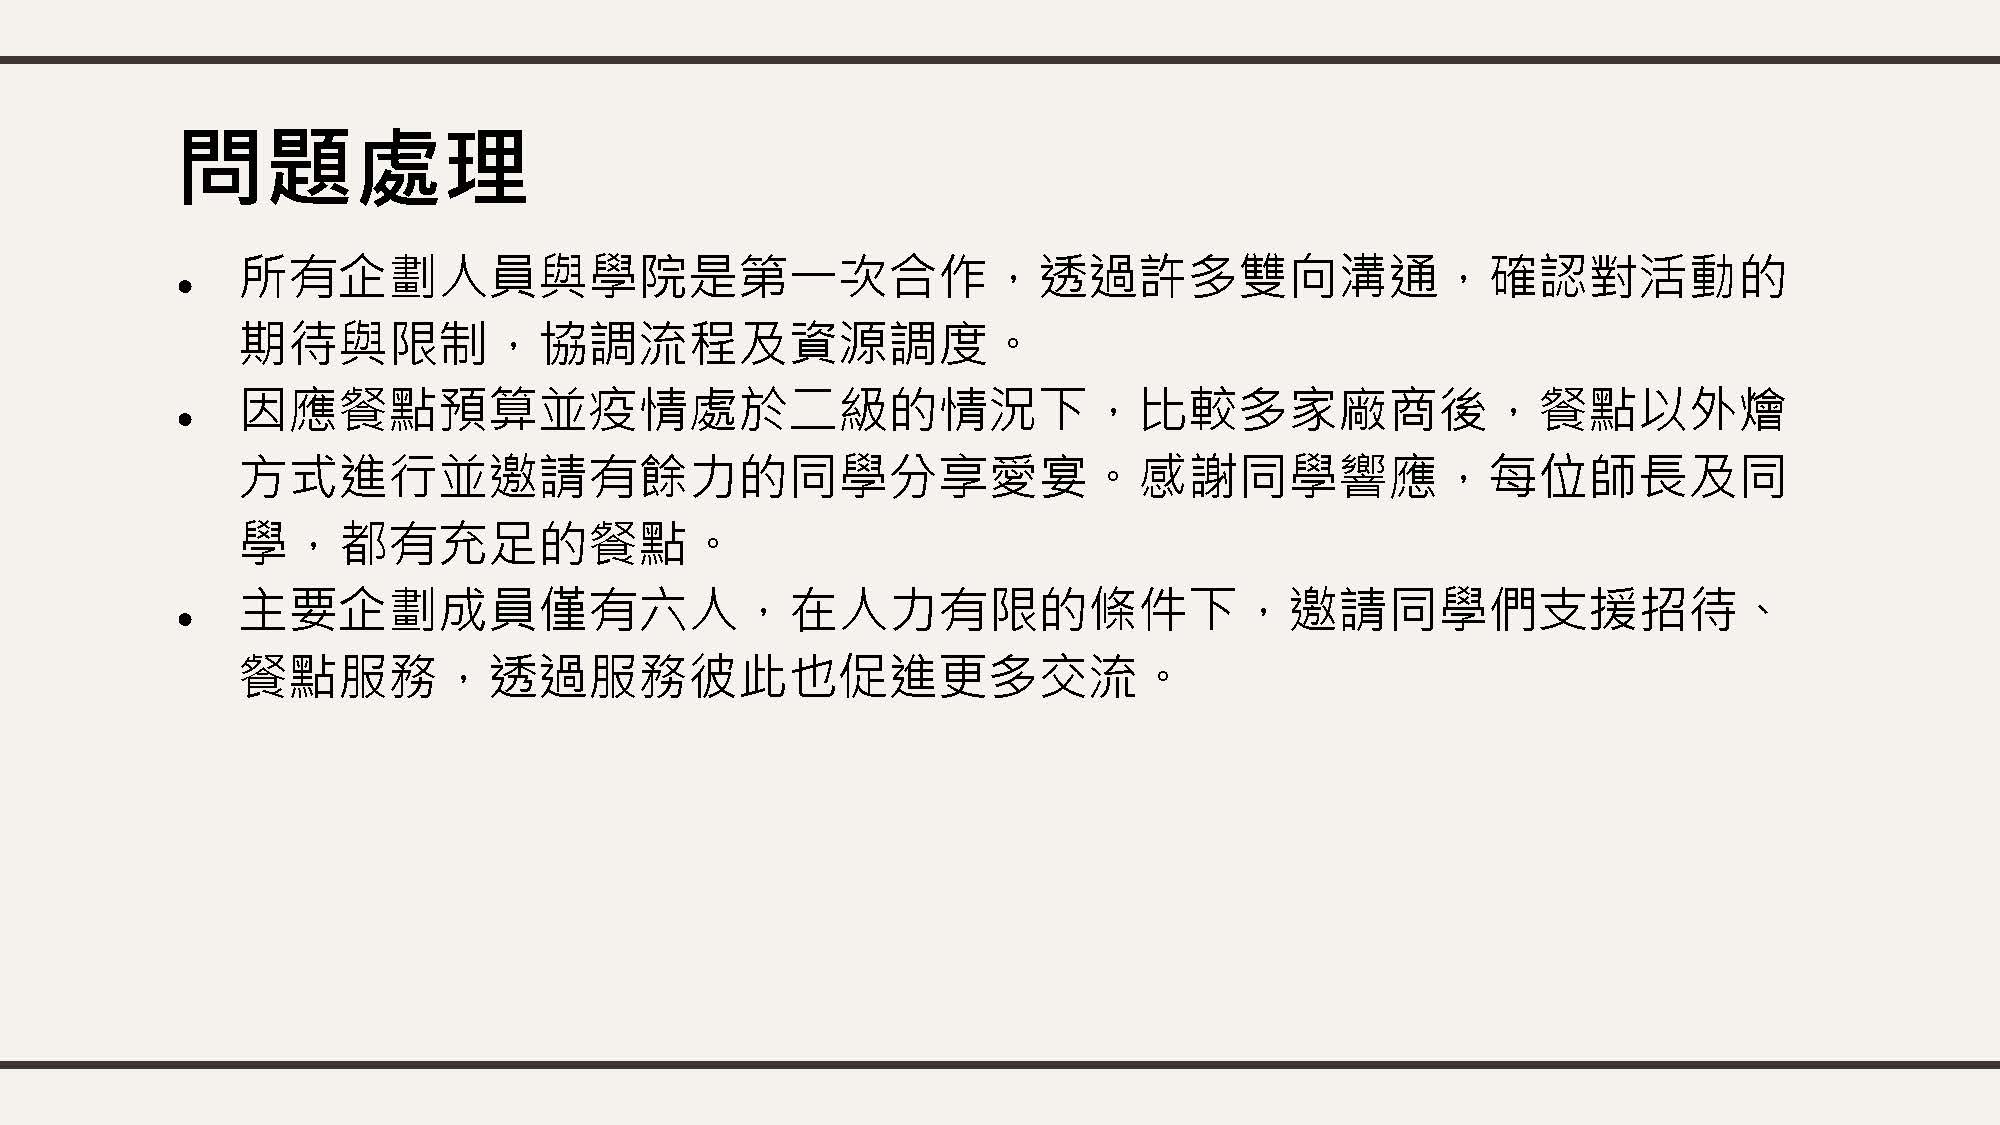 問題處理
● 所有企劃人員與學院是第一次合作，透過許多雙向溝通，確認對活動的
期待與限制，協調流程及資源調度。
● 因應餐點預算並疫情處於二級的情況下，比較多家廠商後，餐點以外燴
方式進行並邀請有餘力的同學分享愛宴。感謝同學響應，每位師長及同
學，都有充足的餐點。
● 主要企劃成員僅有六人，在人力有限的條件下，邀請同學們支援招待、
餐點服務，透過服務彼此也促進更多交流。